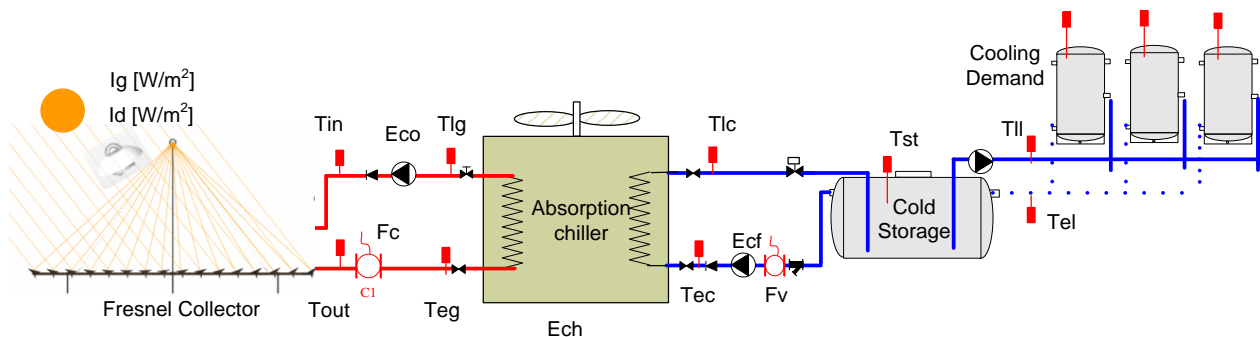 Ig [W/m²]
Id [W/m²]
Fresnel Collector
Tin
Eco
Tlg
Tout
Fc
C1
Teg
Absorption
chiller
Ech
Tlc
Tec
Ecf
Fv
Tst
Cold
Storage
Cooling
Demand
Tll
Tel